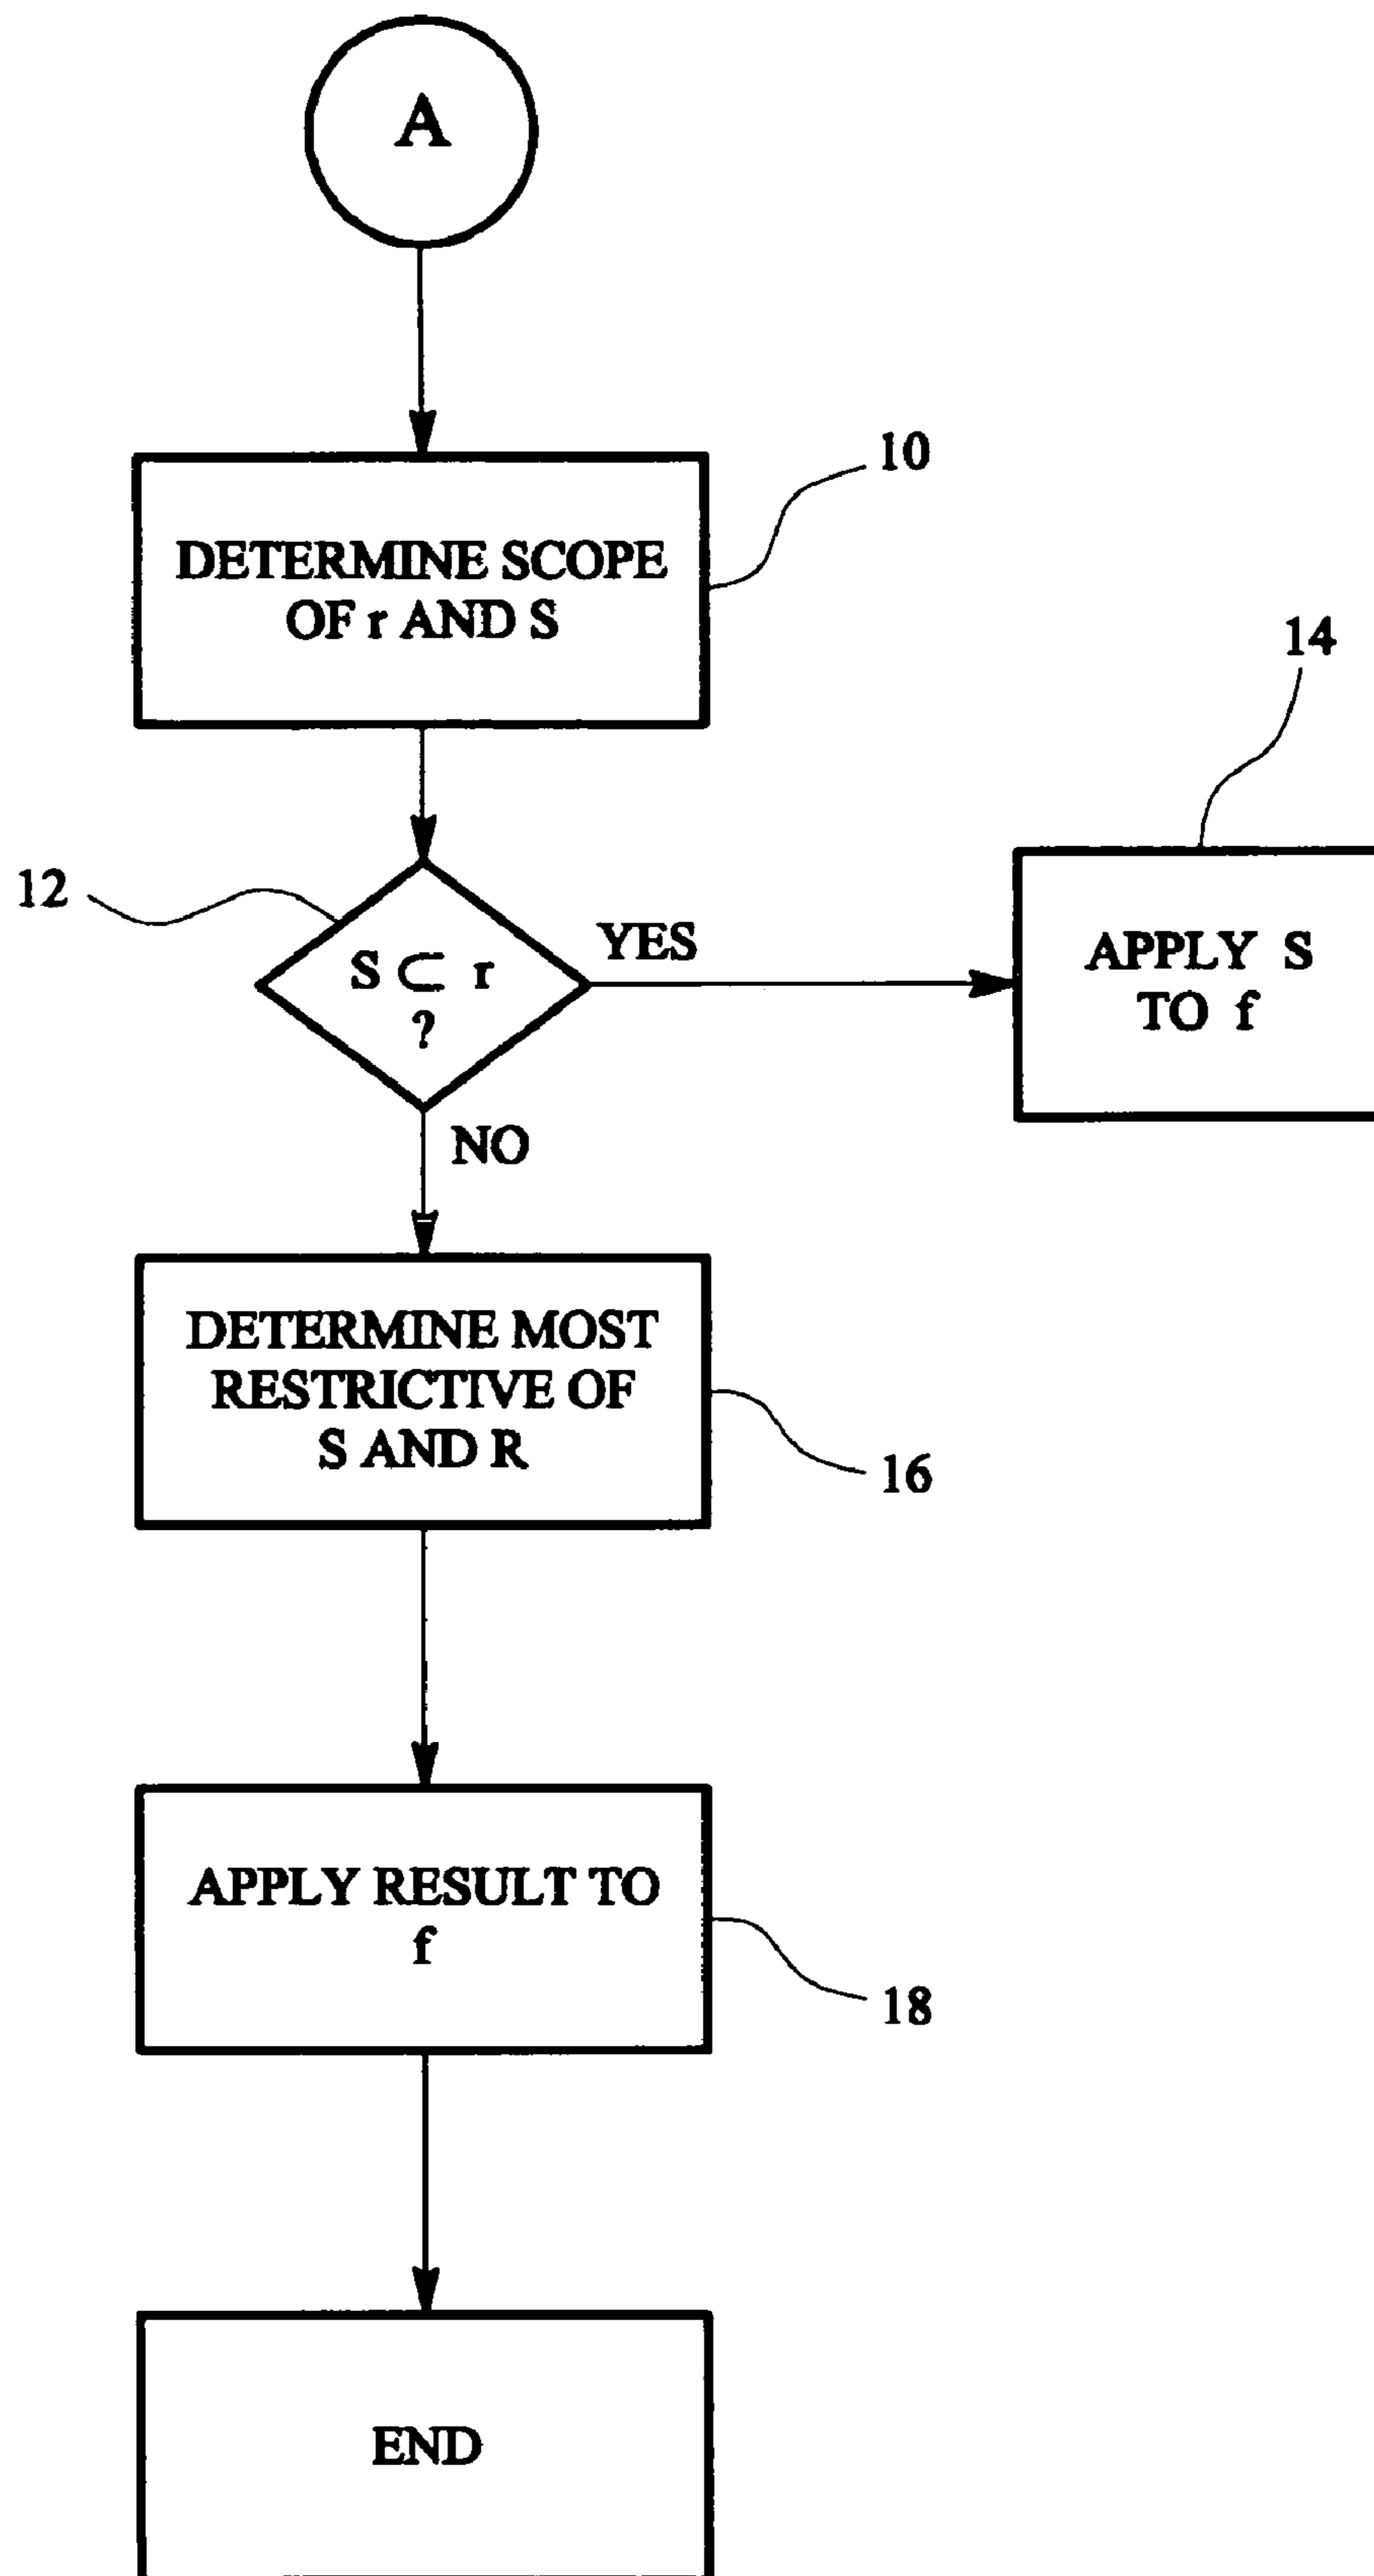 A
10
DETERMINE SCOPE
OF r AND S
14
12
S ⊂ r
?
YES
APPLY S
TO f
NO
DETERMINE MOST
RESTRICTIVE OF
S AND R
16
APPLY RESULT TO
f
18
END